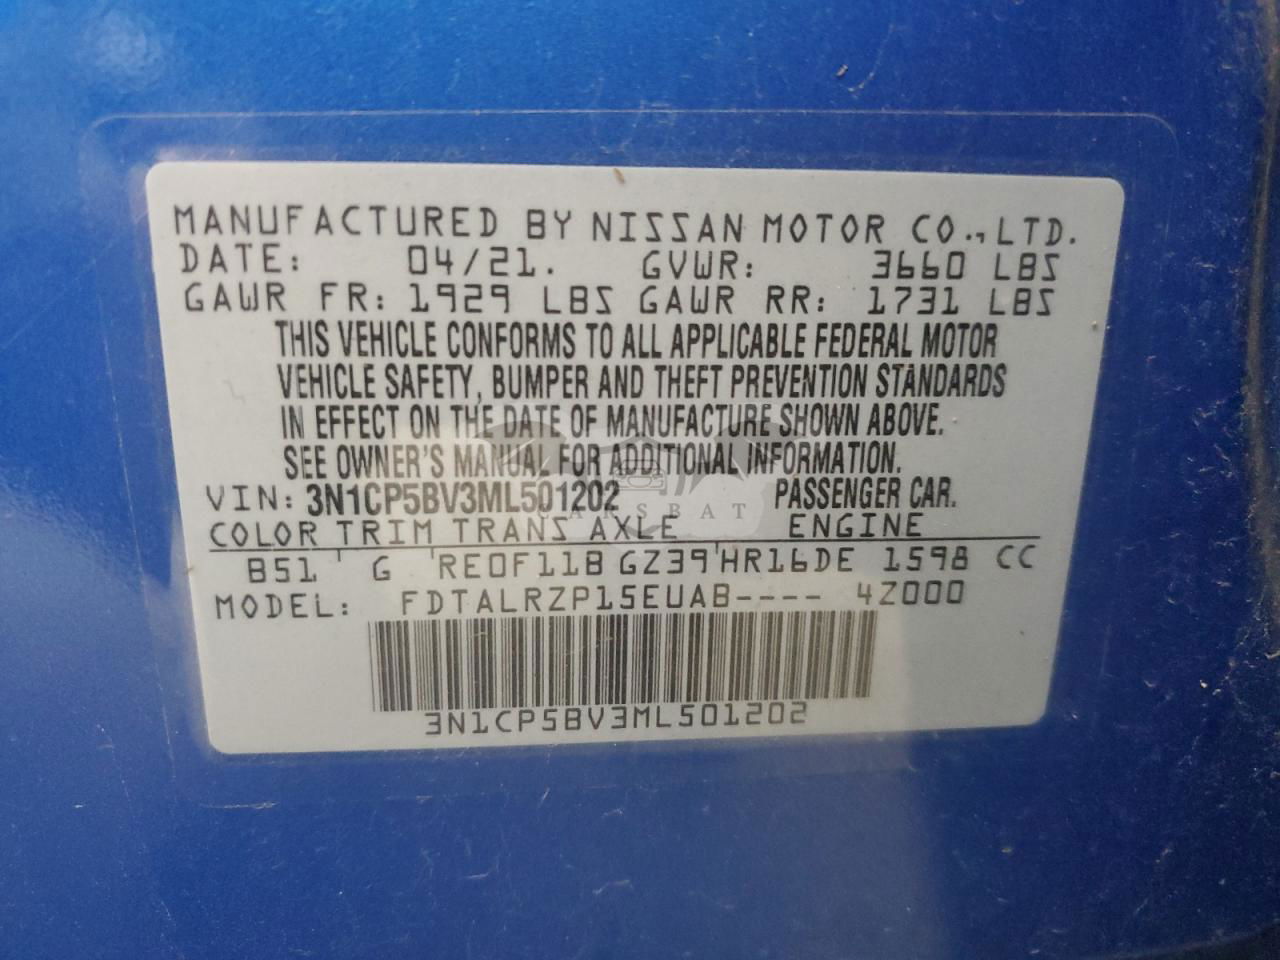 MANUFACTURED BY NISSAN MOTOR CO.,LTD.
DATE: 04/21. GVWR: 3660 LBS
GAWR FR: 1929 LBS GAWR RR: 1731 LBS
THIS VEHICLE CONFORMS TO ALL APPLICABLE FEDERAL MOTOR
VEHICLE SAFETY, BUMPER AND THEFT PREVENTION STANDARDS
IN EFFECT ON THE DATE OF MANUFACTURE SHOWN ABOVE.
SEE OWNER'S MANUAL FOR ADDITIONAL INFORMATION.
VIN: 3N1CP5BV3ML501202 PASSENGER CAR.
CARSBAT
COLOR TRIM TRANS AXLE ENGINE
B51 ' G 'RE0F11B GZ39'HR16DE 1598 CC
MODEL: FDTALRZP15EUAB---- 4Z000
3N1CP5BV3ML501202